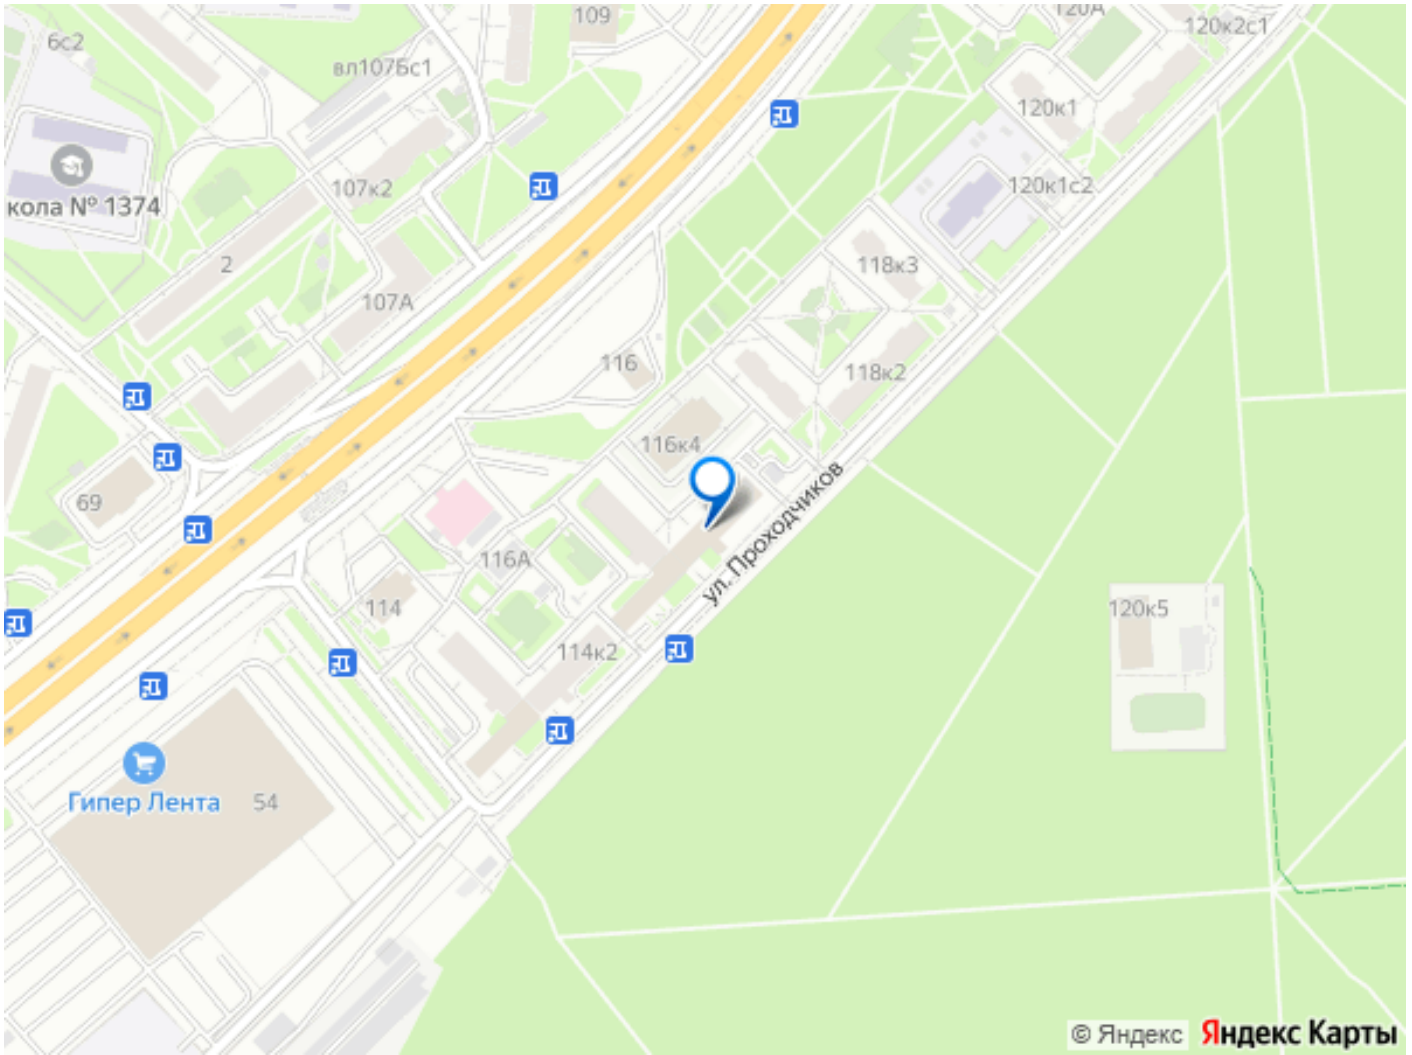 109
120А
6с2
120к2с1
вл107Бс1
120к1
107к2
120к1с2
кола № 1374
2
118к3
107А
116
118к2
116к4
69
ул. Проходчиков
116А
114
120к5
114к2
Гипер Лента
54
© Яндекс
Яндекс Карты